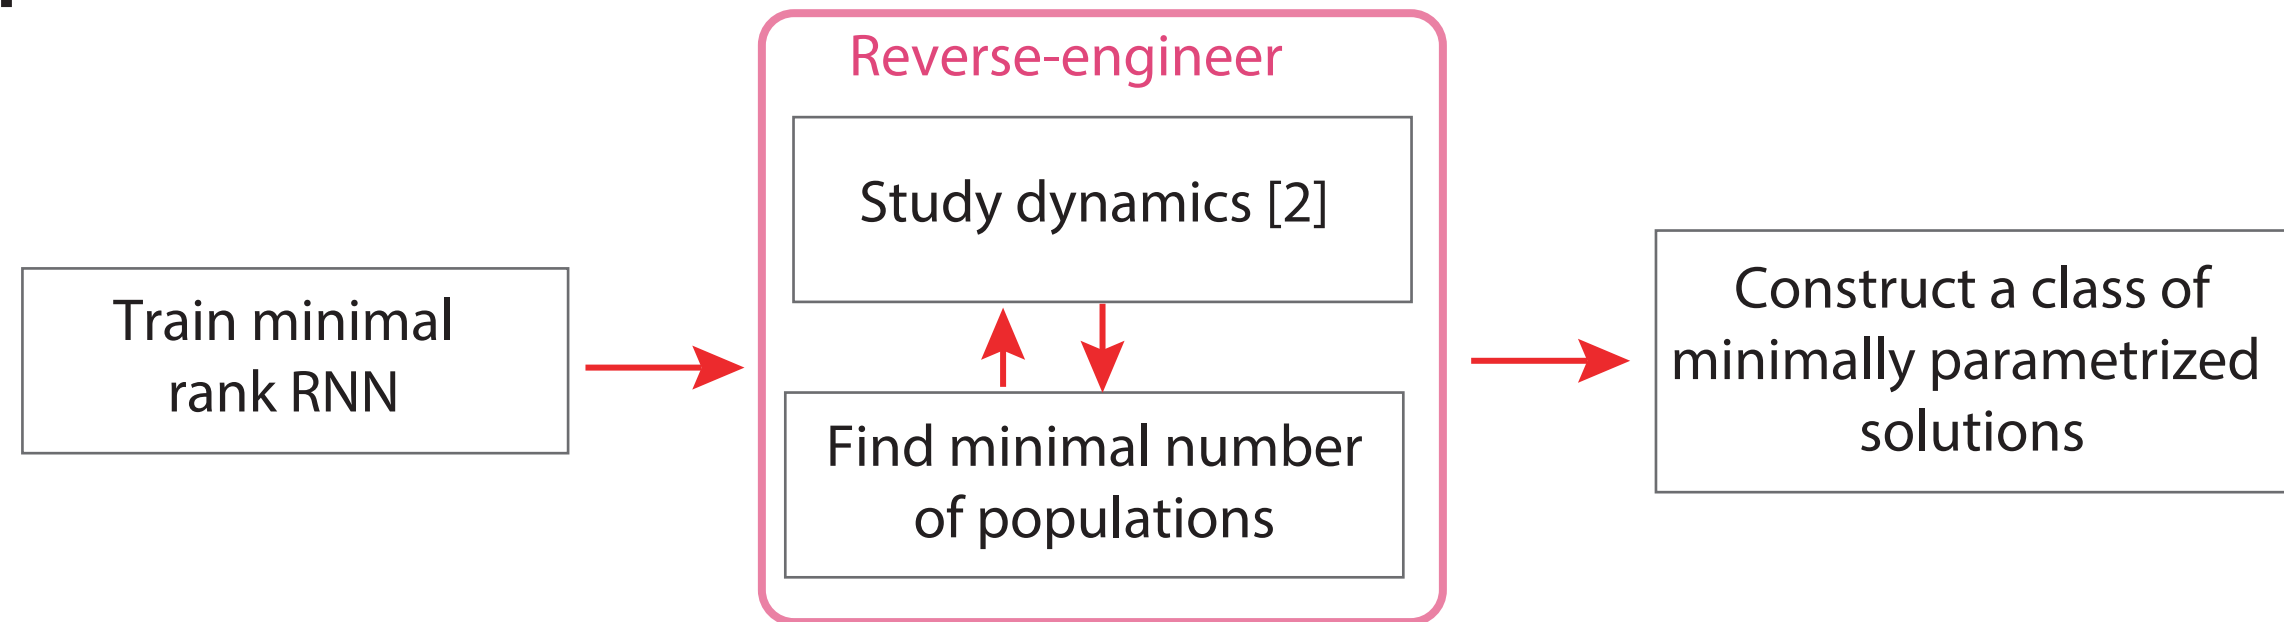 Reverse-engineer
Study dynamics [2]
Train minimal
rank RNN
Find minimal number
of populations
Construct a class of
minimally parametrized
solutions